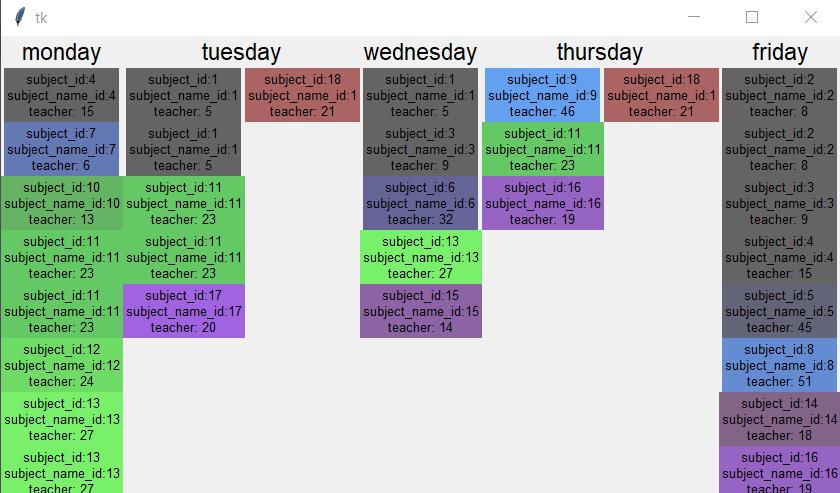 tk
monday tuesday wednesday thursday friday
subject_id:4 subject_id:1 subject_id:18 subject_id:1 subject_id:9 subject_id:18 subject_id:2
subject_name_id:4 subject_name_id:1 subject_name_id:1 subject_name_id:1 subject_name_id:9 subject_name_id:1 subject_name_id:2
teacher: 15 teacher: 5 teacher: 21 teacher: 5 teacher: 46 teacher: 21 teacher: 8
subject_id:7 subject_id:1 subject_id:3 subject_id:11 subject_id:2
subject_name_id:7 subject_name_id:1 subject_name_id:3 subject_name_id:11 subject_name_id:2
teacher: 6 teacher: 5 teacher: 9 teacher: 23 teacher: 8
subject_id:10 subject_id:11 subject_id:6 subject_id:16 subject_id:3
subject_name_id:10 subject_name_id:11 subject_name_id:6 subject_name_id:16 subject_name_id:3
teacher: 13 teacher: 23 teacher: 32 teacher: 19 teacher: 9
subject_id:11 subject_id:11 subject_id:13 subject_id:4
subject_name_id:11 subject_name_id:11 subject_name_id:13 subject_name_id:4
teacher: 23 teacher: 23 teacher: 27 teacher: 15
subject_id:11 subject_id:17 subject_id:15 subject_id:5
subject_name_id:11 subject_name_id:17 subject_name_id:15 subject_name_id:5
teacher: 23 teacher: 20 teacher: 14 teacher: 45
subject_id:12 subject_id:8
subject_name_id:12 subject_name_id:8
teacher: 24 teacher: 51
subject_id:13 subject_id:14
subject_name_id:13 subject_name_id:14
teacher: 27 teacher: 18
subject_id:13 subject_id:16
subject_name_id:13 subject_name_id:16
teacher: 27 teacher: 19